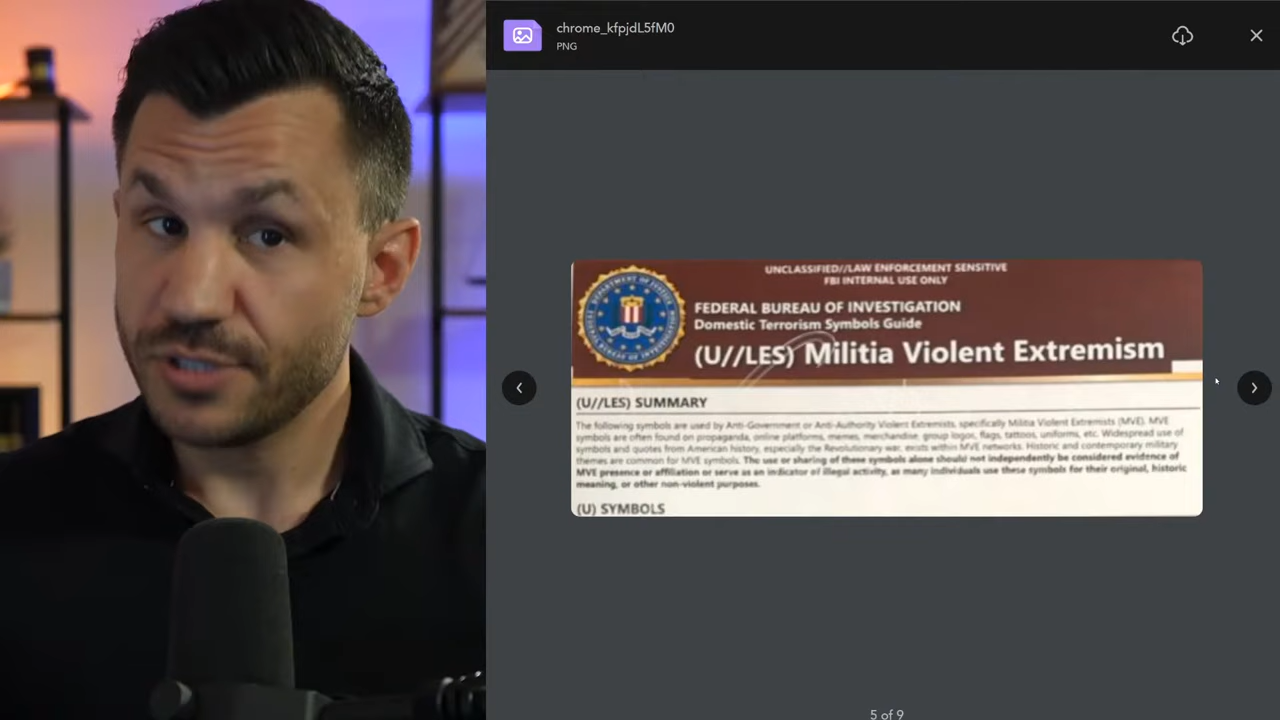 chrome_kfpjdL5fM0
PNG
UNCLASSIFIED//LAW ENFORCEMENT SENSITIVE
FBI INTERNAL USE ONLY
FEDERAL BUREAU OF INVESTIGATION
Domestic Terrorism Symbols Guide
(U//LES) Militia Violent Extremism
(U//LES) SUMMARY
The following symbols are used by Anti-Government or Anti-Authority Violent Extremists, specifically Militia Violent Extremists (MVE). MVE
symbols are often found on propaganda, online platforms, memes, merchandise, group logos, flags, tattoos, uniforms, etc. Widespread use of
symbols and quotes from American history, especially the Revolutionary war, exists within MVE networks. Historic and contemporary military
themes are common for MVE symbols. The use or sharing of these symbols alone should not independently be considered evidence of
MVE presence or affiliation or serve as an indicator of illegal activity, as many individuals use these symbols for their original, historic
meaning, or other non-violent purposes.
(U) SYMBOLS
5 of 9